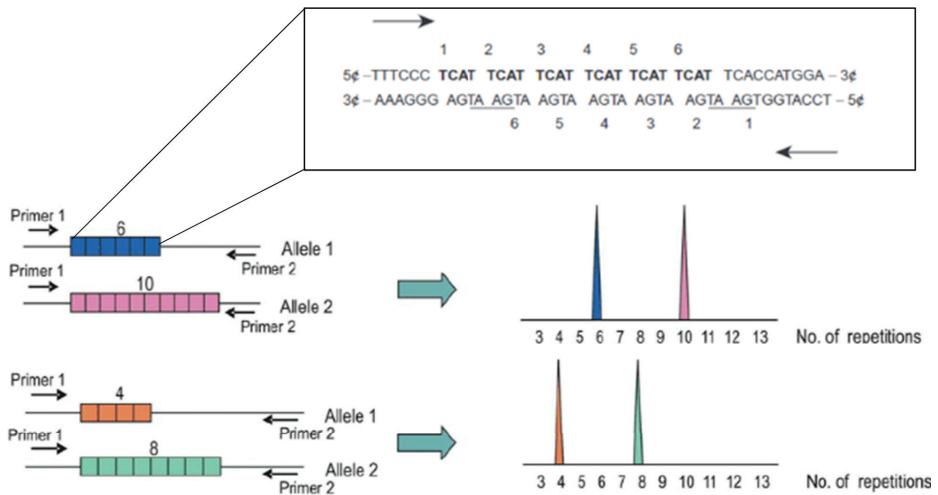 1 2 3 4 5 6
5¢ –TTTCCC TCAT TCAT TCAT TCAT TCAT TCAT TCACCATGGA– 3¢
3¢ –AAAGGG AGTA AGTA AGTA AGTA AGTA AGTA AGTGGTACCT– 5¢
6 5 4 3 2 1
Primer 1
6
Allele 1
Primer 2
Primer 1
10
Allele 2
Primer 2
3 4 5 6 7 8 9 10 11 12 13 No. of repetitions
Primer 1
4
Allele 1
Primer 2
Primer 1
8
Allele 2
Primer 2
3 4 5 6 7 8 9 10 11 12 13 No. of repetitions